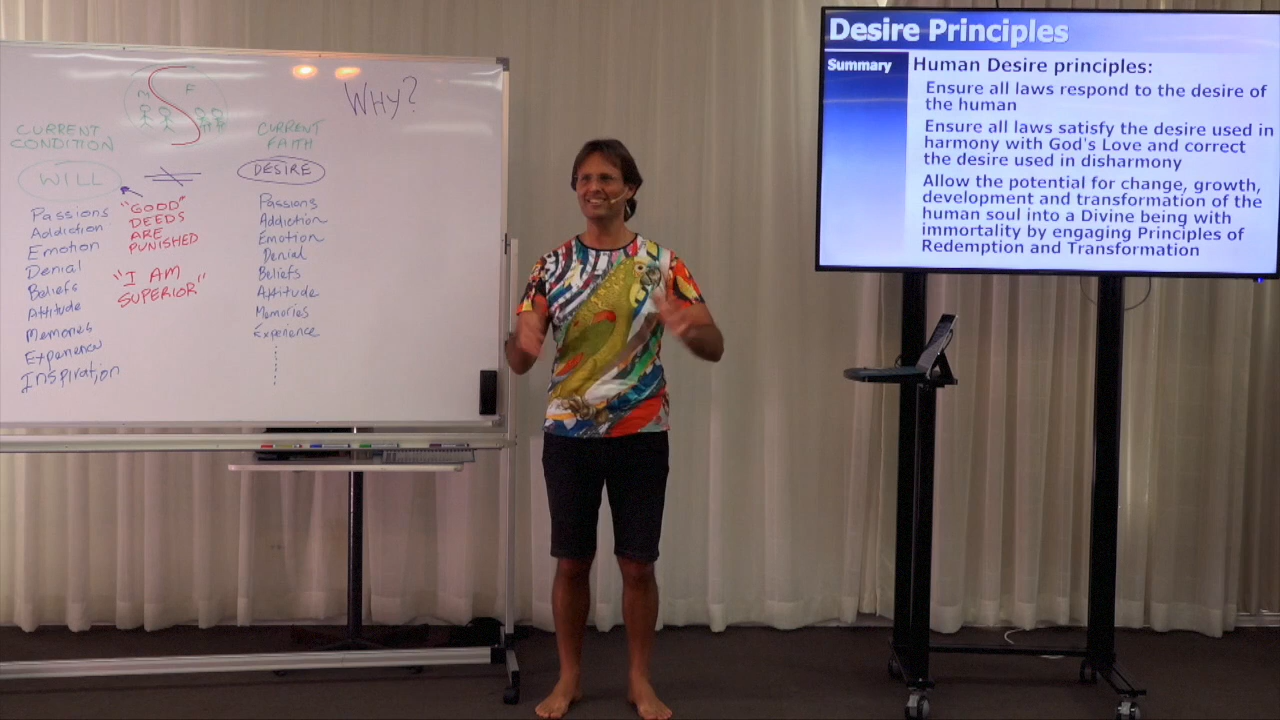 M
F
WHY?
CURRENT
CONDITION
CURRENT
FAITH
WILL
DESIRE
Passions
Addiction
Emotion
Denial
Beliefs
Attitude
Memories
Experience
Inspiration
"GOOD"
DEEDS
ARE
PUNISHED
"I AM
SUPERIOR"
Passions
Addiction
Emotion
Denial
Beliefs
Attitude
Memories
Experience
Desire Principles
Summary
Human Desire principles:
Ensure all laws respond to the desire of
the human
Ensure all laws satisfy the desire used in
harmony with God's Love and correct
the desire used in disharmony
Allow the potential for change, growth,
development and transformation of the
human soul into a Divine being with
immortality by engaging Principles of
Redemption and Transformation